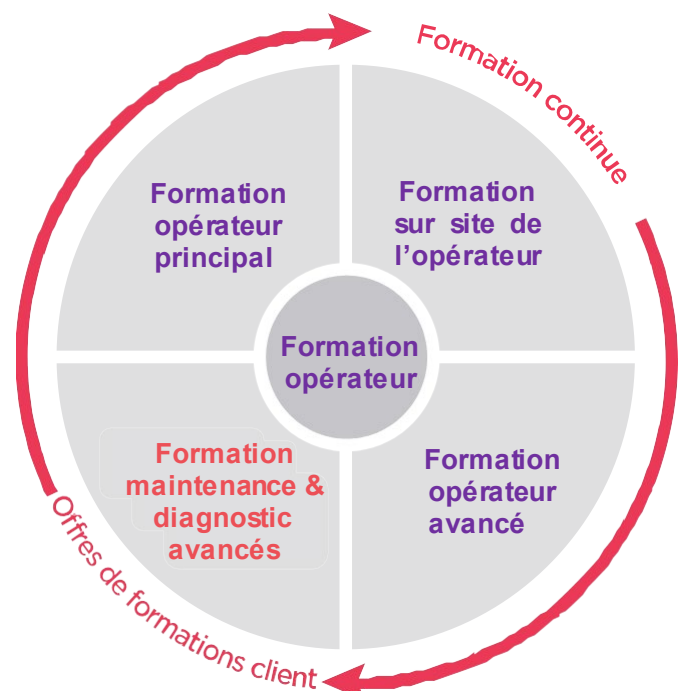 Formation continue
Formation
opérateur
principal
Formation
sur site de
l'opérateur
Formation
opérateur
Formation
maintenance &
diagnostic
avancés
Formation
opérateur
avancé
Offres de formations client